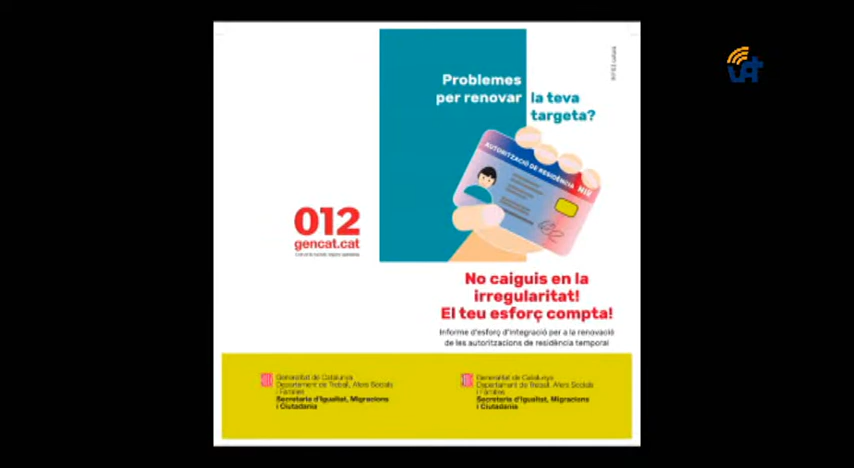 Problemes
per renovar la teva
targeta?
AUTORITZACIÓ DE RESIDÈNCIA NIE
012
gencat.cat
No caiguis en la
irregularitat!
El teu esforç compta!
Informe d'esforç d'integració per a la renovació
de les autoritzacions de residència temporal
Generalitat de Catalunya
Departament de Treball, Afers Socials
i Famílies
Secretaria d'Igualtat, Migracions
i Ciutadania
Generalitat de Catalunya
Departament de Treball, Afers Socials
i Famílies
Secretaria d'Igualtat, Migracions
i Ciutadania